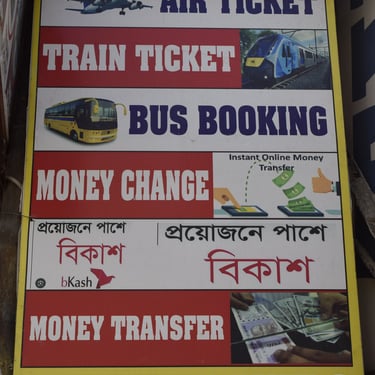 AIR TICKET
TRAIN TICKET
BUS BOOKING
MONEY CHANGE
Instant Online Money
Transfer
প্রয়োজনে পাশে
বিকাশ
bKash
প্রয়োজনে পাশে
বিকাশ
MONEY TRANSFER